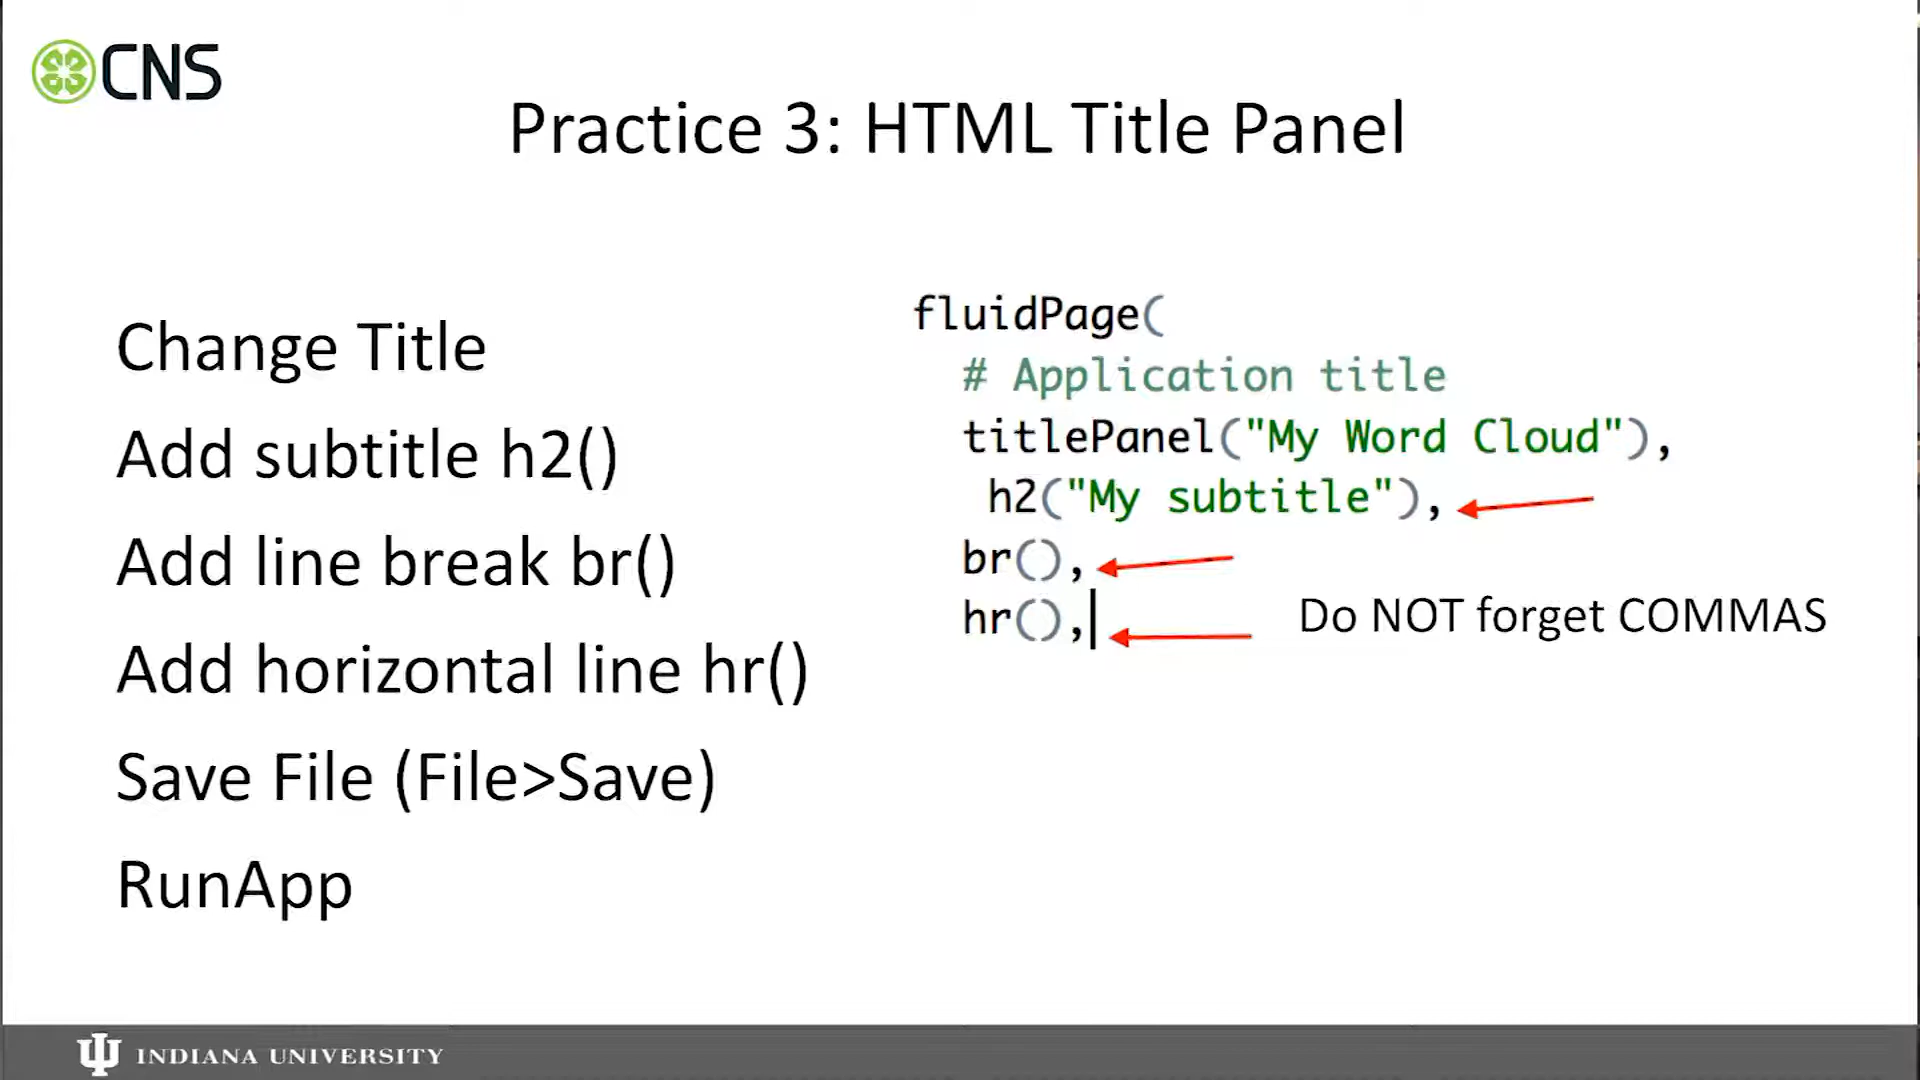 CNS
Practice 3: HTML Title Panel
Change Title
Add subtitle h2()
Add line break br()
Add horizontal line hr()
Save File (File>Save)
RunApp
fluidPage(
# Application title
titlePanel("My Word Cloud"),
h2("My subtitle"),
br(),
hr(),
Do NOT forget COMMAS
INDIANA UNIVERSITY